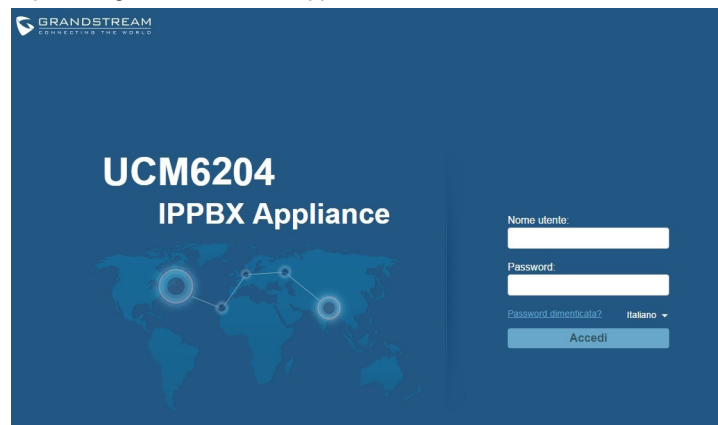 GRANDSTREAM
CONNECTING THE WORLD
UCM6204
IPPBX Appliance
Nome utente:
Password:
Password dimenticata?
Italiano
Accedi